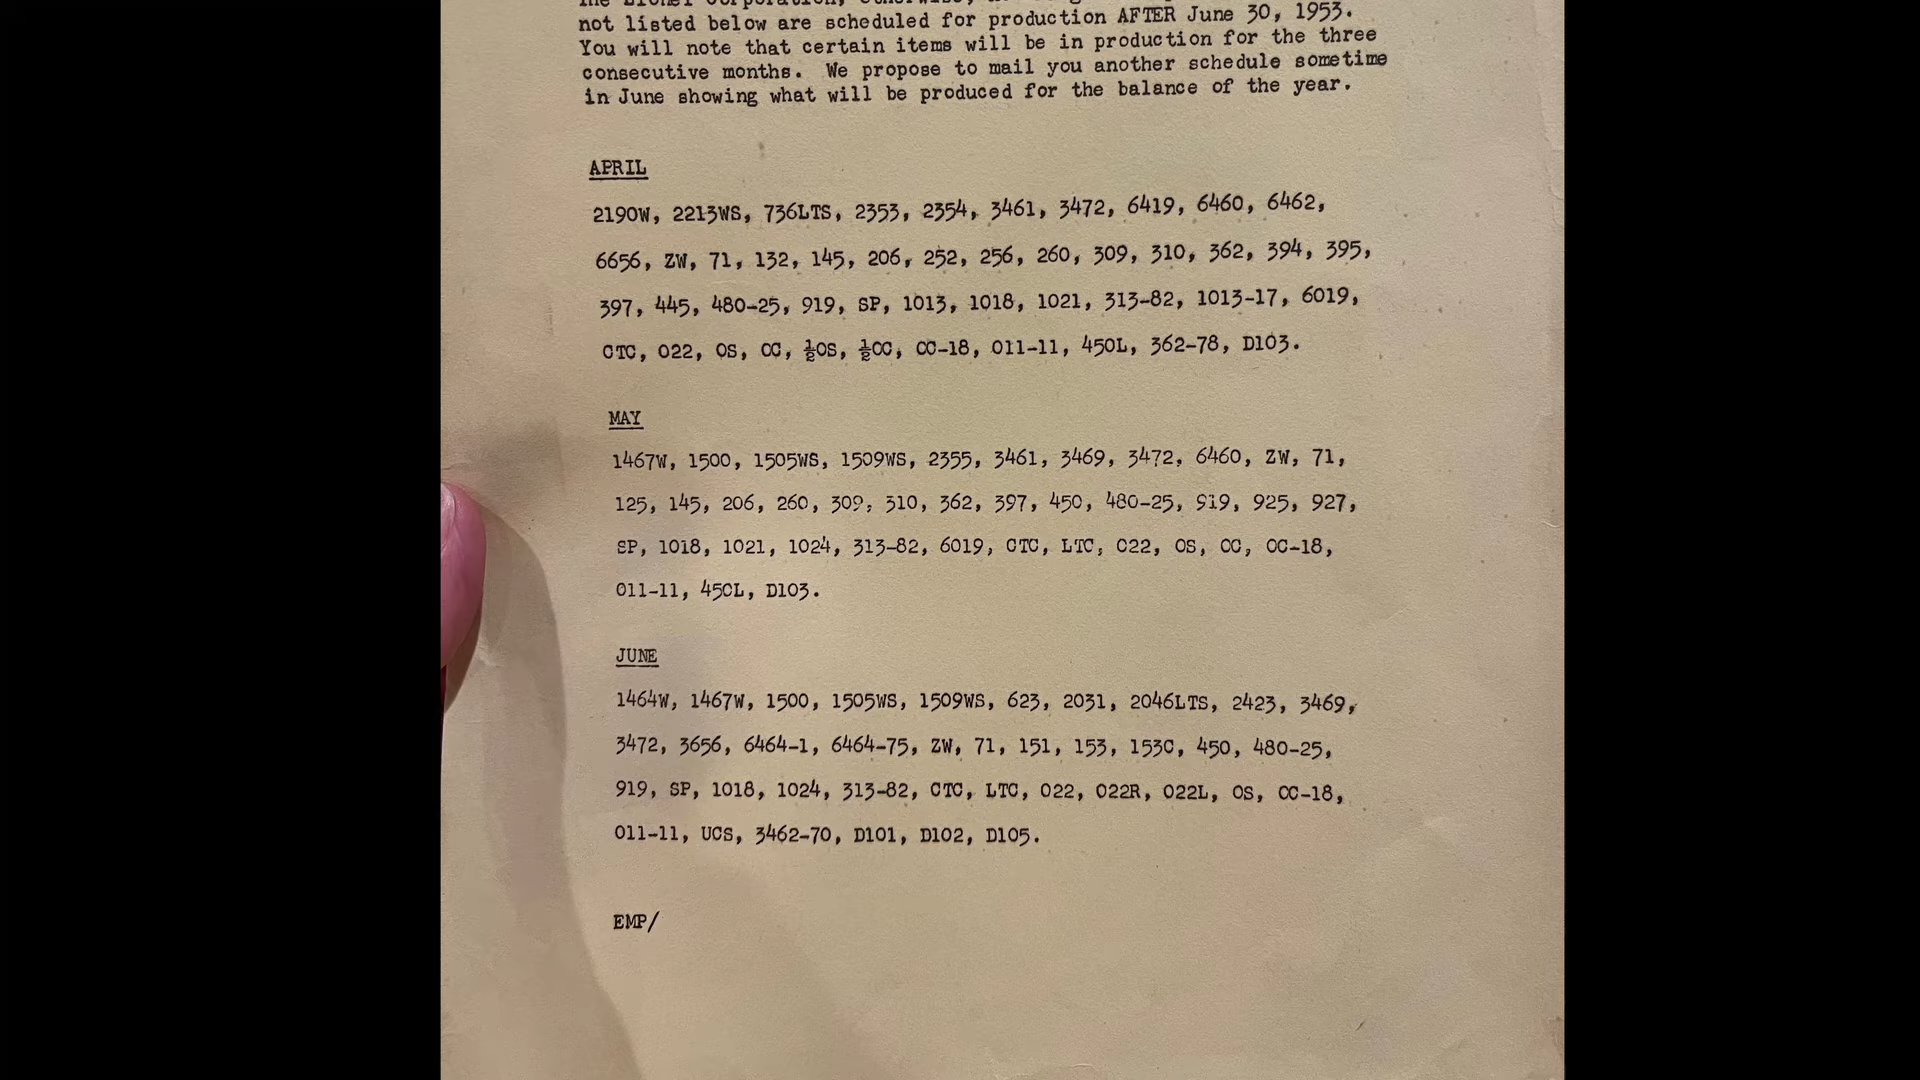 not listed below are scheduled for production AFTER June 30, 1953.
You will note that certain items will be in production for the three
consecutive months. We propose to mail you another schedule sometime
in June showing what will be produced for the balance of the year.
APRIL
2190W, 2213WS, 736LTS, 2353, 2354, 3461, 3472, 6419, 6460, 6462,
6656, ZW, 71, 132, 145, 206, 252, 256, 260, 309, 310, 362, 394, 395,
397, 445, 480-25, 919, SP, 1013, 1018, 1021, 313-82, 1013-17, 6019,
CTC, O22, OS, OC, ½OS, ½OC, OC-18, O11-11, 450L, 362-78, D103.
MAY
1467W, 1500, 1505WS, 1509WS, 2355, 3461, 3469, 3472, 6460, ZW, 71,
125, 145, 206, 260, 309, 310, 362, 397, 450, 480-25, 919, 925, 927,
SP, 1018, 1021, 1024, 313-82, 6019, CTC, LTC, O22, OS, OC, OC-18,
O11-11, 450L, D103.
JUNE
1464W, 1467W, 1500, 1505WS, 1509WS, 623, 2031, 2046LTS, 2423, 3469,
3472, 3656, 6464-1, 6464-75, ZW, 71, 151, 153, 153C, 450, 480-25,
919, SP, 1018, 1024, 313-82, CTC, LTC, O22, O22R, O22L, OS, OC-18,
O11-11, UCS, 3462-70, D101, D102, D105.
EMP/